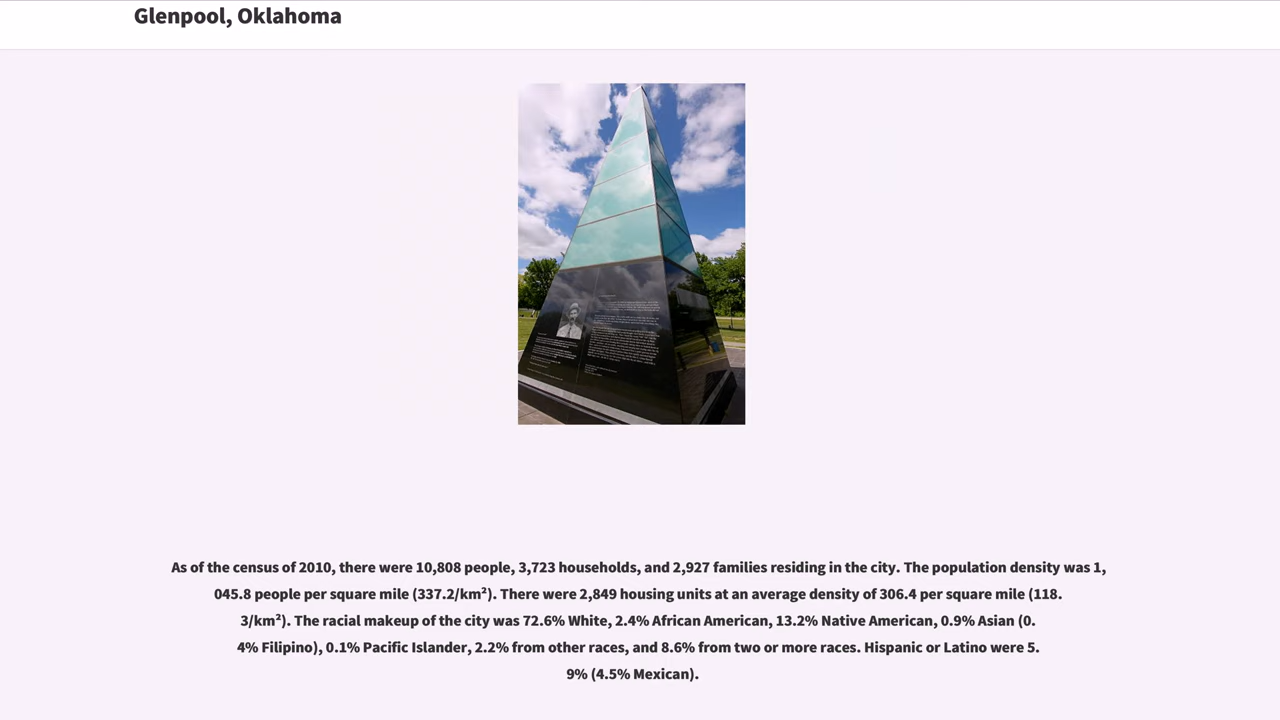 Glenpool, Oklahoma
As of the census of 2010, there were 10,808 people, 3,723 households, and 2,927 families residing in the city. The population density was 1,
045.8 people per square mile (337.2/km²). There were 2,849 housing units at an average density of 306.4 per square mile (118.
3/km²). The racial makeup of the city was 72.6% White, 2.4% African American, 13.2% Native American, 0.9% Asian (0.
4% Filipino), 0.1% Pacific Islander, 2.2% from other races, and 8.6% from two or more races. Hispanic or Latino were 5.
9% (4.5% Mexican).